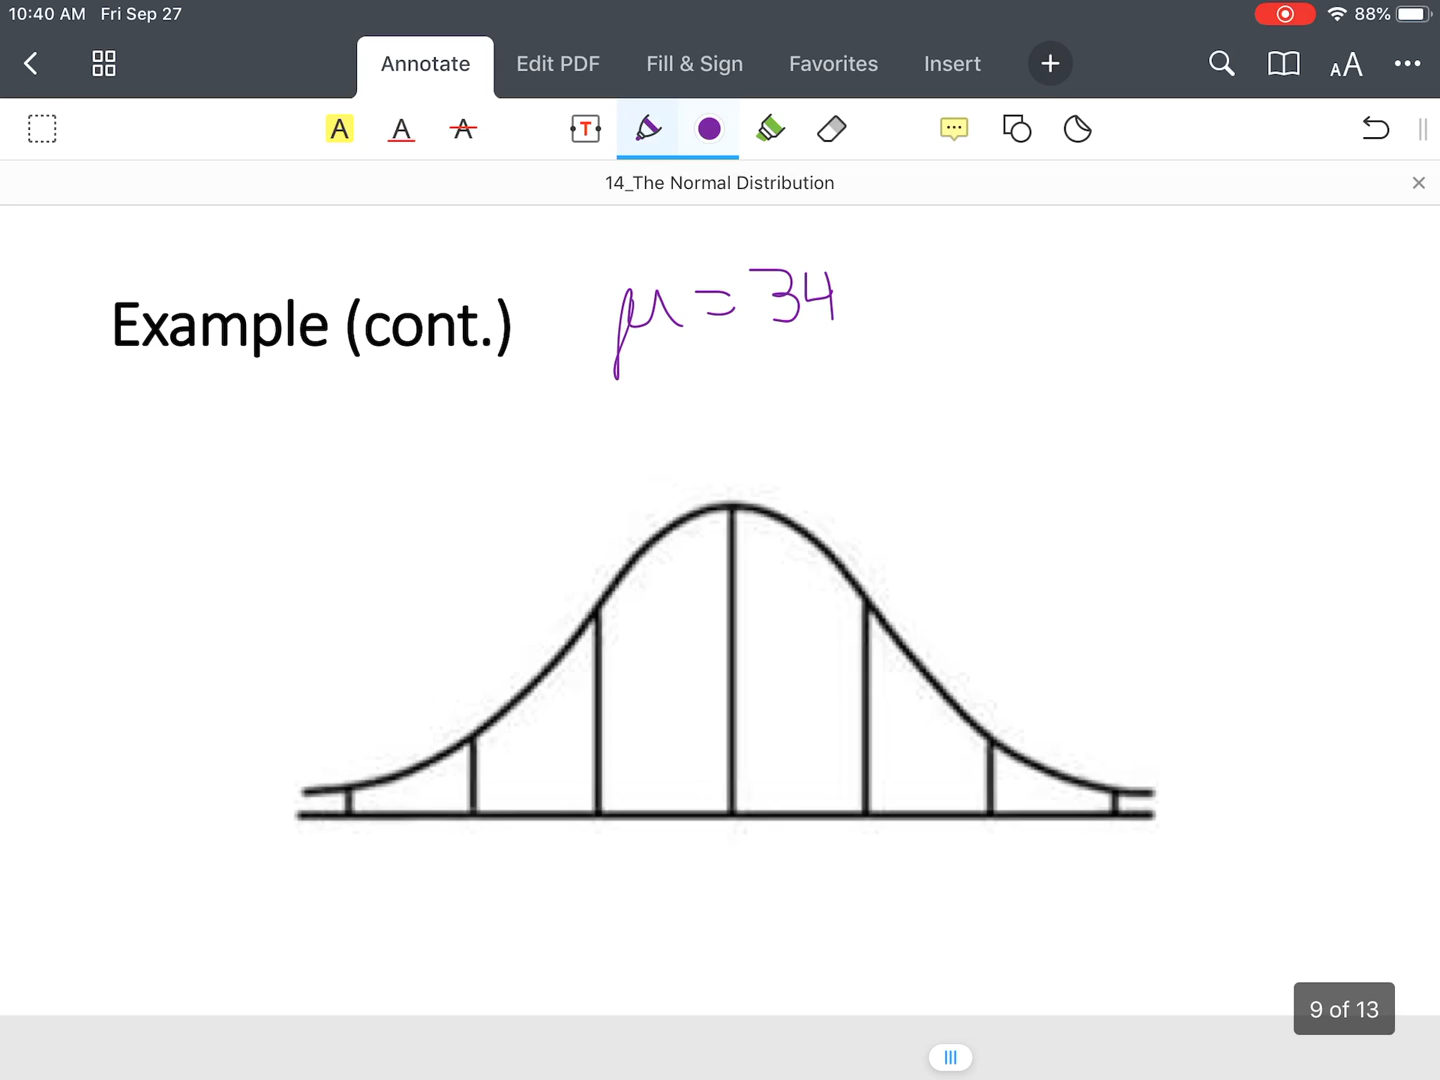 10:40 AM Fri Sep 27 88%
Annotate Edit PDF Fill & Sign Favorites Insert AA
A A A T
14_The Normal Distribution
Example (cont.) μ = 34
9 of 13